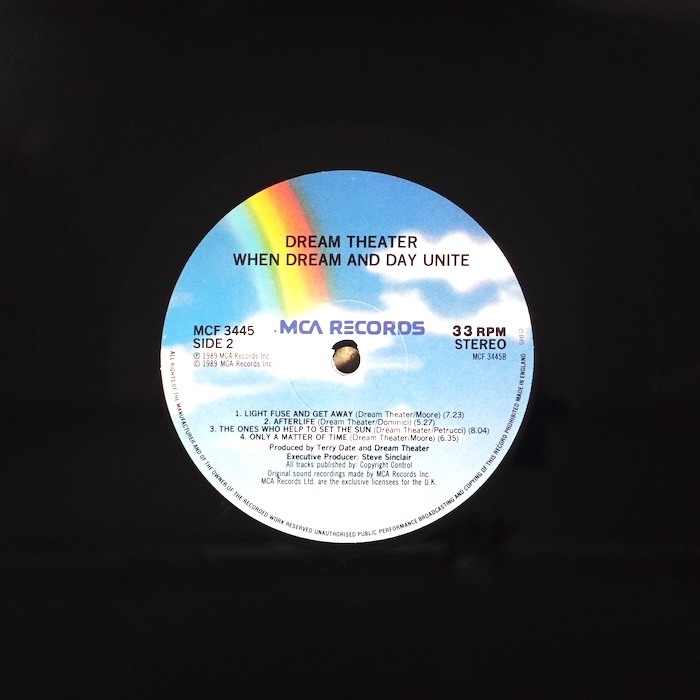 DREAM THEATER
WHEN DREAM AND DAY UNITE
MCA RECORDS
MCF 3445
SIDE 2
℗ 1989 MCA Records Inc.
© 1989 MCA Records Inc.
33 RPM
STEREO
MCF 3445B
1. LIGHT FUSE AND GET AWAY (Dream Theater/Moore) (7.23)
2. AFTERLIFE (Dream Theater/Dominici) (5.27)
3. THE ONES WHO HELP TO SET THE SUN (Dream Theater/Petrucci) (8.04)
4. ONLY A MATTER OF TIME (Dream Theater/Moore) (6.35)
Produced by Terry Date and Dream Theater
Executive Producer: Steve Sinclair
All tracks published by: Copyright Control
Original sound recordings made by MCA Records Inc.
MCA Records Ltd. are the exclusive licensees for the U.K.
ALL RIGHTS OF THE MANUFACTURER AND OF THE OWNER OF THE RECORDED WORK RESERVED UNAUTHORISED PUBLIC PERFORMANCE BROADCASTING AND COPYING OF THIS RECORD PROHIBITED MADE IN ENGLAND